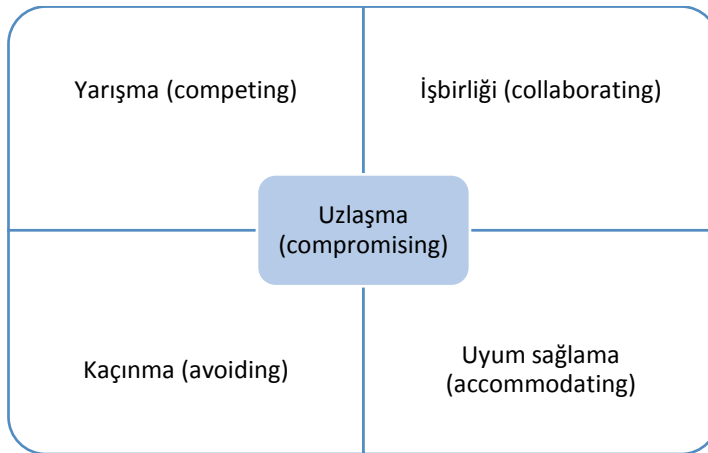 Yarışma (competing)
İşbirliği (collaborating)
Uzlaşma
(compromising)
Kaçınma (avoiding)
Uyum sağlama
(accommodating)